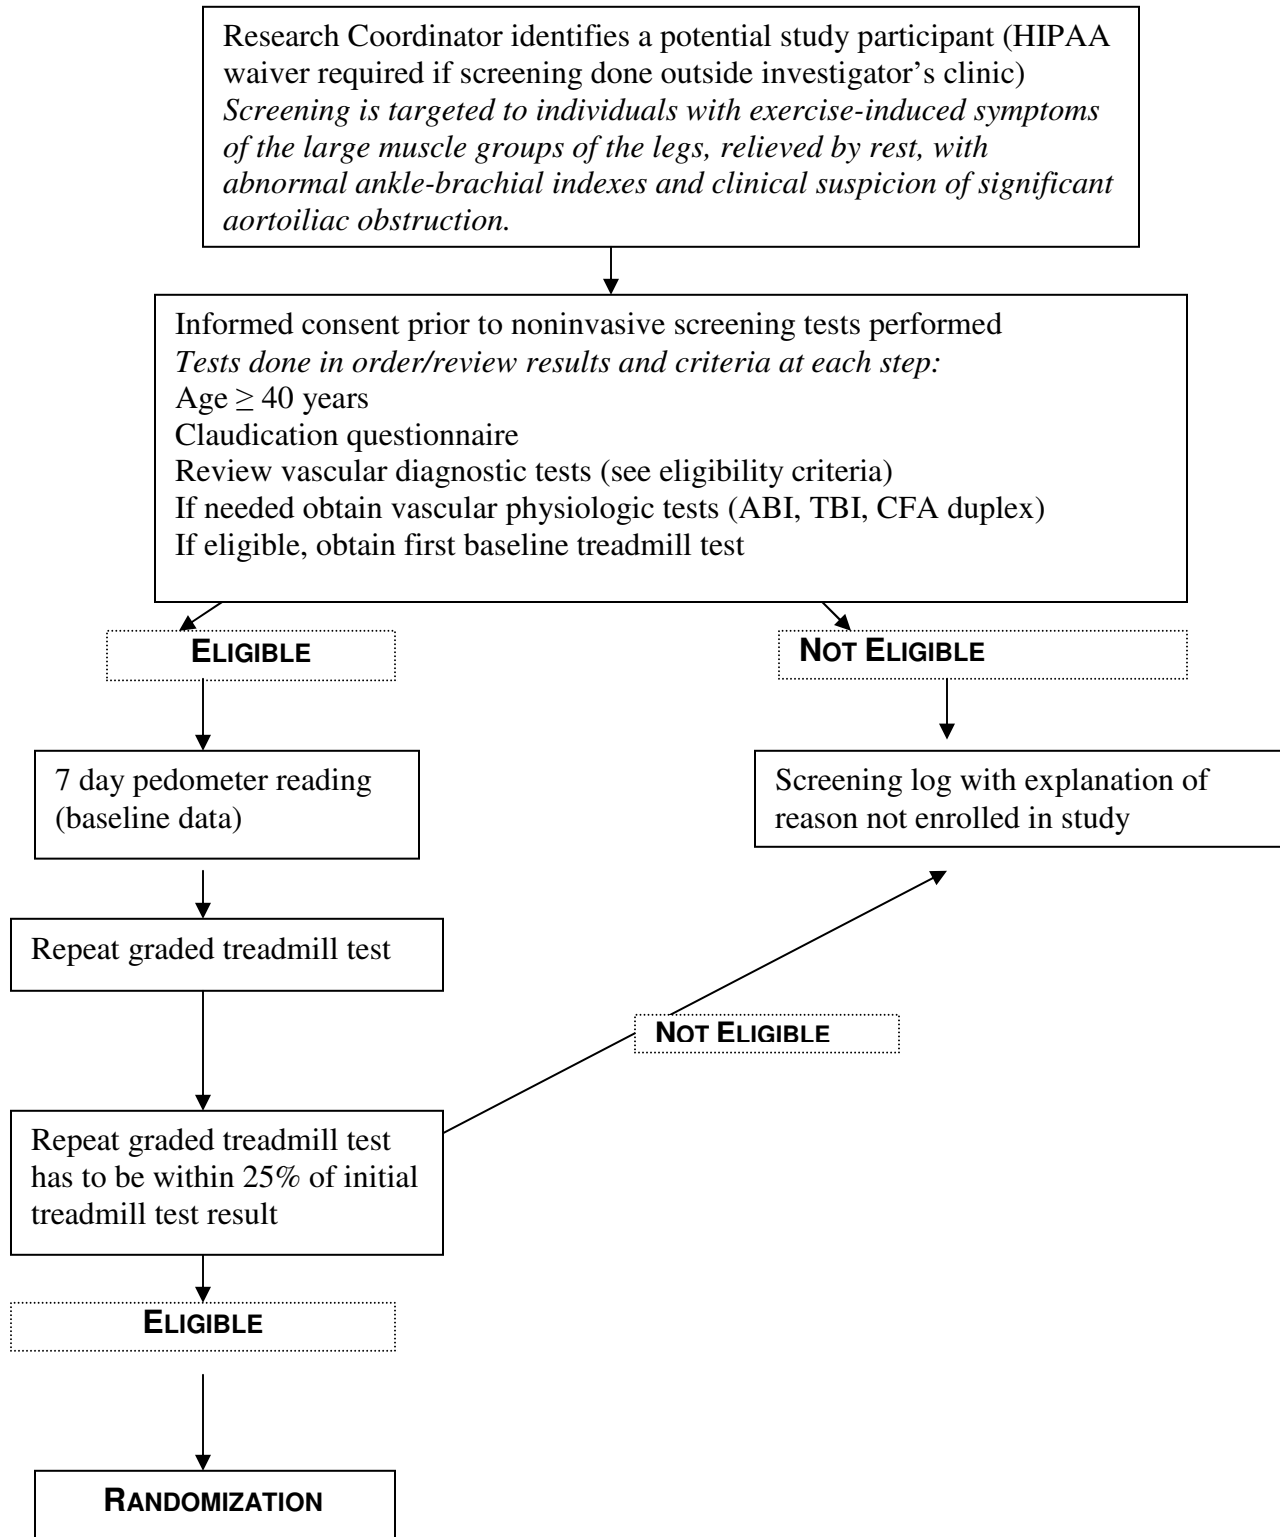 Research Coordinator identifies a potential study participant (HIPAA
waiver required if screening done outside investigator's clinic)
Screening is targeted to individuals with exercise-induced symptoms
of the large muscle groups of the legs, relieved by rest, with
abnormal ankle-brachial indexes and clinical suspicion of significant
aortoiliac obstruction.
Informed consent prior to noninvasive screening tests performed
Tests done in order/review results and criteria at each step:
Age ≥ 40 years
Claudication questionnaire
Review vascular diagnostic tests (see eligibility criteria)
If needed obtain vascular physiologic tests (ABI, TBI, CFA duplex)
If eligible, obtain first baseline treadmill test
ELIGIBLE
NOT ELIGIBLE
7 day pedometer reading
(baseline data)
Screening log with explanation of
reason not enrolled in study
Repeat graded treadmill test
NOT ELIGIBLE
Repeat graded treadmill test
has to be within 25% of initial
treadmill test result
ELIGIBLE
RANDOMIZATION